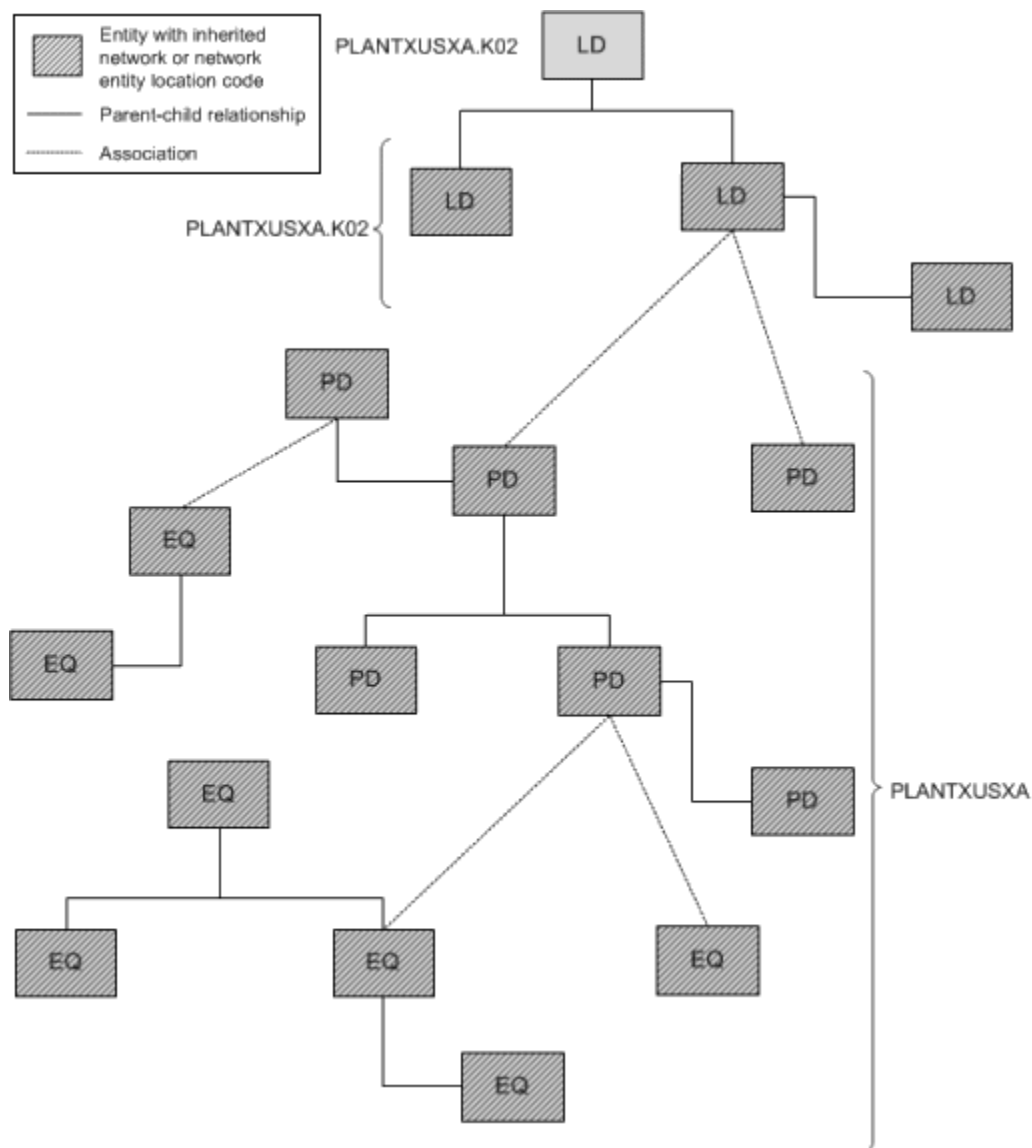 Entity with inherited
network or network
entity location code
Parent-child relationship
Association
PLANTXUSXA.K02
LD
LD
LD
PLANTXUSXA.K02
LD
PD
PD
PD
EQ
EQ
PD
PD
EQ
PD
PLANTXUSXA
EQ
EQ
EQ
EQ